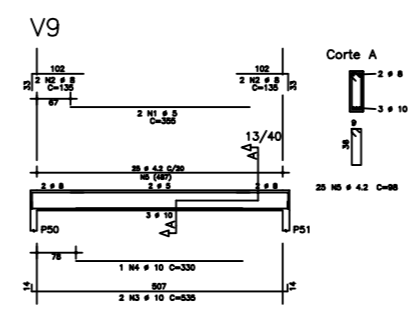 V9
Corte A
102
102
2 N2 ø 8
C=135
2 N2 ø 8
C=135
33
33
67
2 N1 ø 5
C=355
2 ø 8
3 ø 10
9
38
13/40
25 ø 4.2 C/20
N5 (487)
25 N5 ø 4.2 C=98
2 ø 8
2 ø 5
2 ø 8
3 ø 10
P50
P51
78
1 N4 ø 10 C=330
14
507
14
2 N3 ø 10 C=535